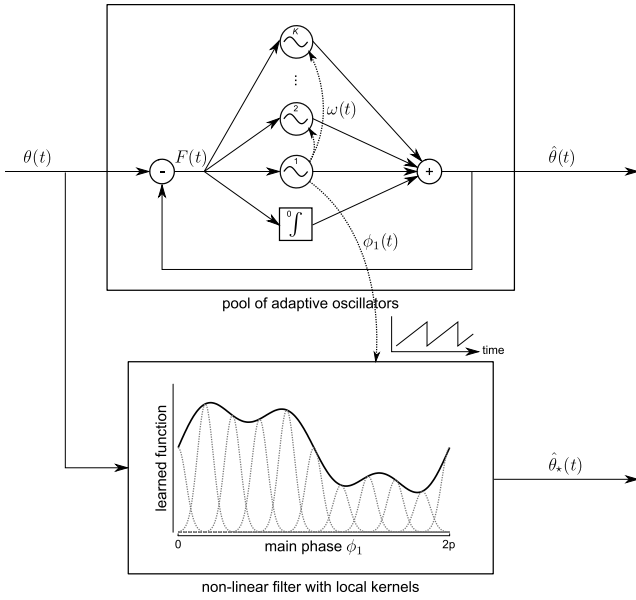 K
⋮
ω(t)
2
θ(t)
F(t)
-
1
+
θ̂(t)
0 ∫
ϕ₁(t)
pool of adaptive oscillators
time
learned function
θ̂⋆(t)
0
main phase ϕ₁
2p
non-linear filter with local kernels